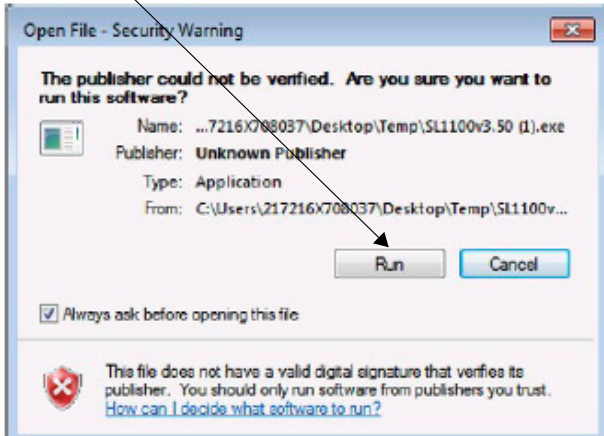 Open File - Security Warning
The publisher could not be verified. Are you sure you want to
run this software?
Name: ...7216X708037\Desktop\Temp\SL1100v3.50 (1).exe
Publisher: Unknown Publisher
Type: Application
From: C:\Users\217216X708037\Desktop\Temp\SL1100v...
Run Cancel
Always ask before opening this file
This file does not have a valid digital signature that verifies its
publisher. You should only run software from publishers you trust.
How can I decide what software to run?